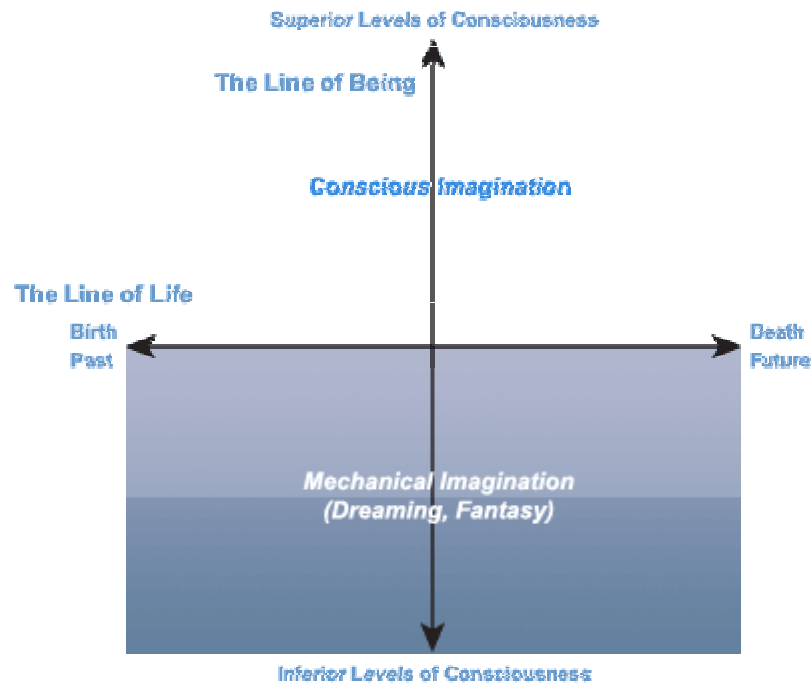 Superior Levels of Consciousness
The Line of Being
Conscious Imagination
The Line of Life
Birth
Past
Death
Future
Mechanical Imagination
(Dreaming, Fantasy)
Inferior Levels of Consciousness